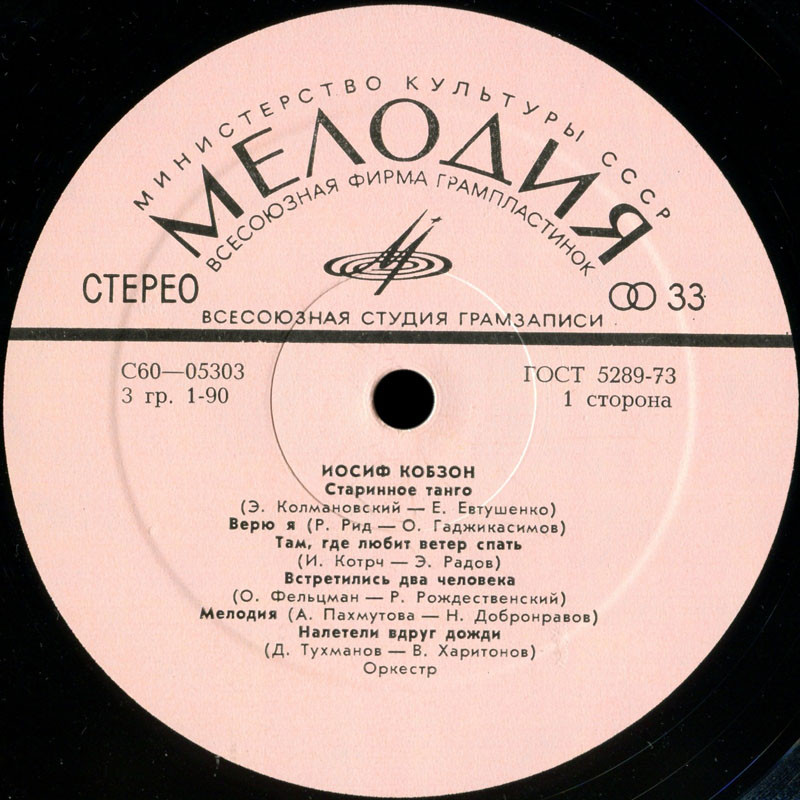 МИНИСТЕРСТВО КУЛЬТУРЫ СССР
МЕЛОДИЯ
ВСЕСОЮЗНАЯ ФИРМА ГРАМПЛАСТИНОК
СТЕРЕО
33
ВСЕСОЮЗНАЯ СТУДИЯ ГРАМЗАПИСИ
С60—05303
ГОСТ 5289-73
3 гр. 1-90
1 сторона
ИОСИФ КОБЗОН
Старинное танго
(Э. Колмановский — Е. Евтушенко)
Верю я (Р. Рид — О. Гаджикасимов)
Там, где любит ветер спать
(И. Котрч — Э. Радов)
Встретились два человека
(О. Фельцман — Р. Рождественский)
Мелодия (А. Пахмутова — Н. Добронравов)
Налетели вдруг дожди
(Д. Тухманов — В. Харитонов)
Оркестр